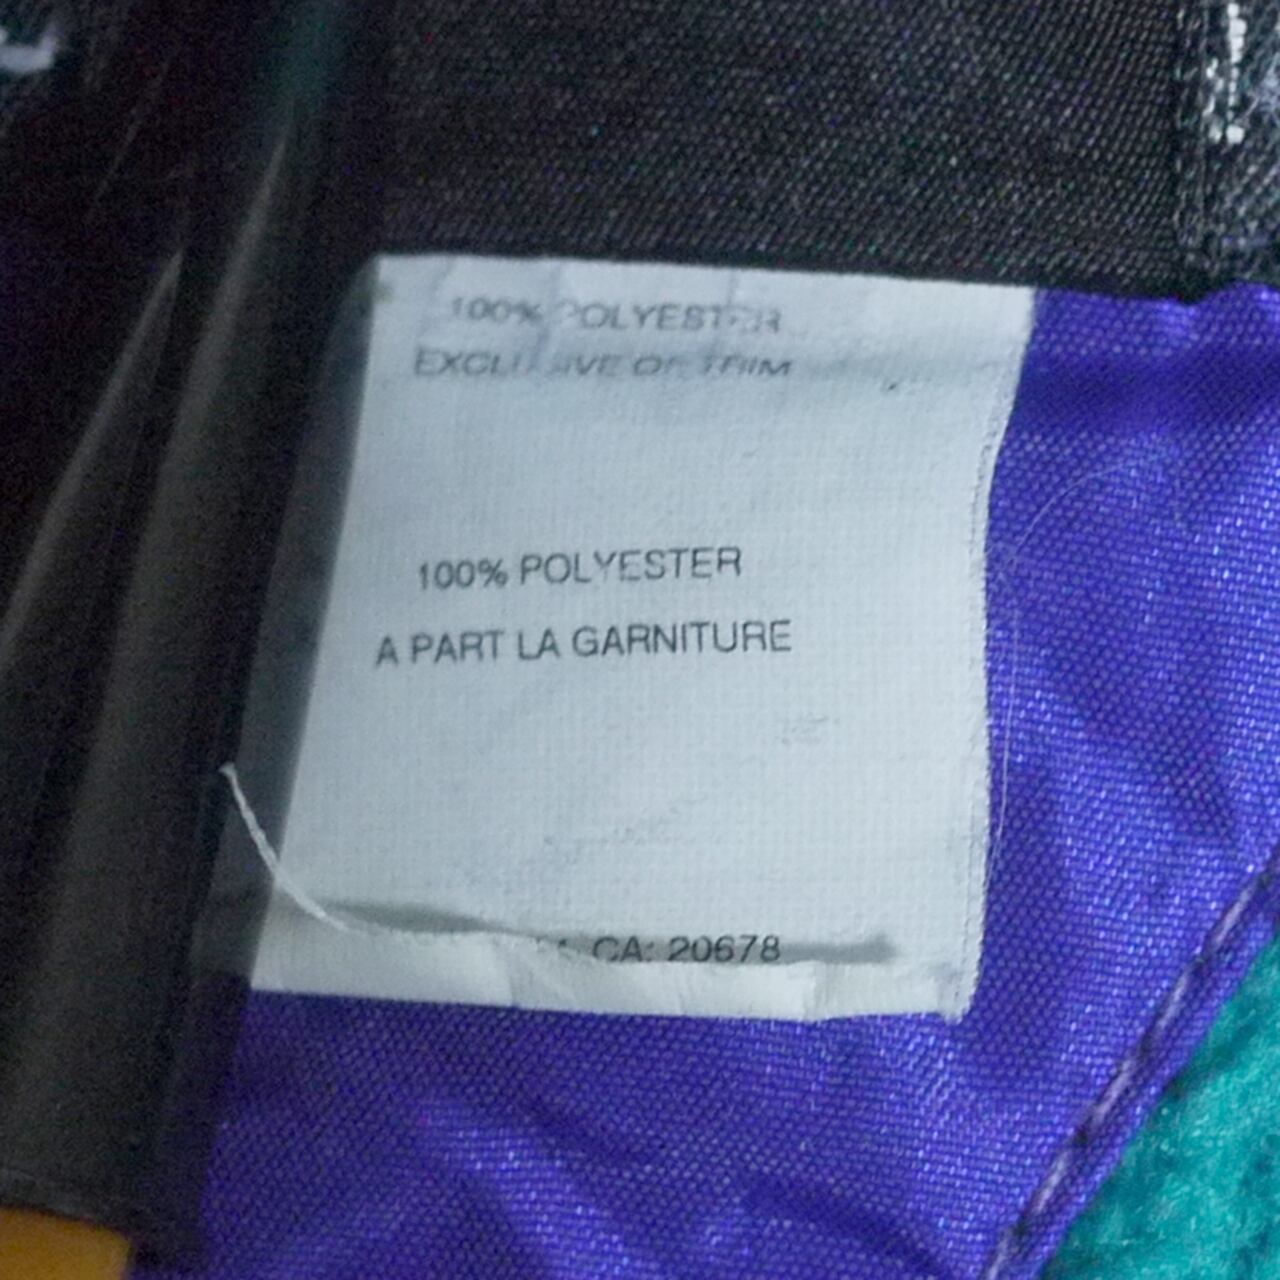 100% POLYESTER
EXCLUSIVE OF TRIM
100% POLYESTER
A PART LA GARNITURE
CA: 20678